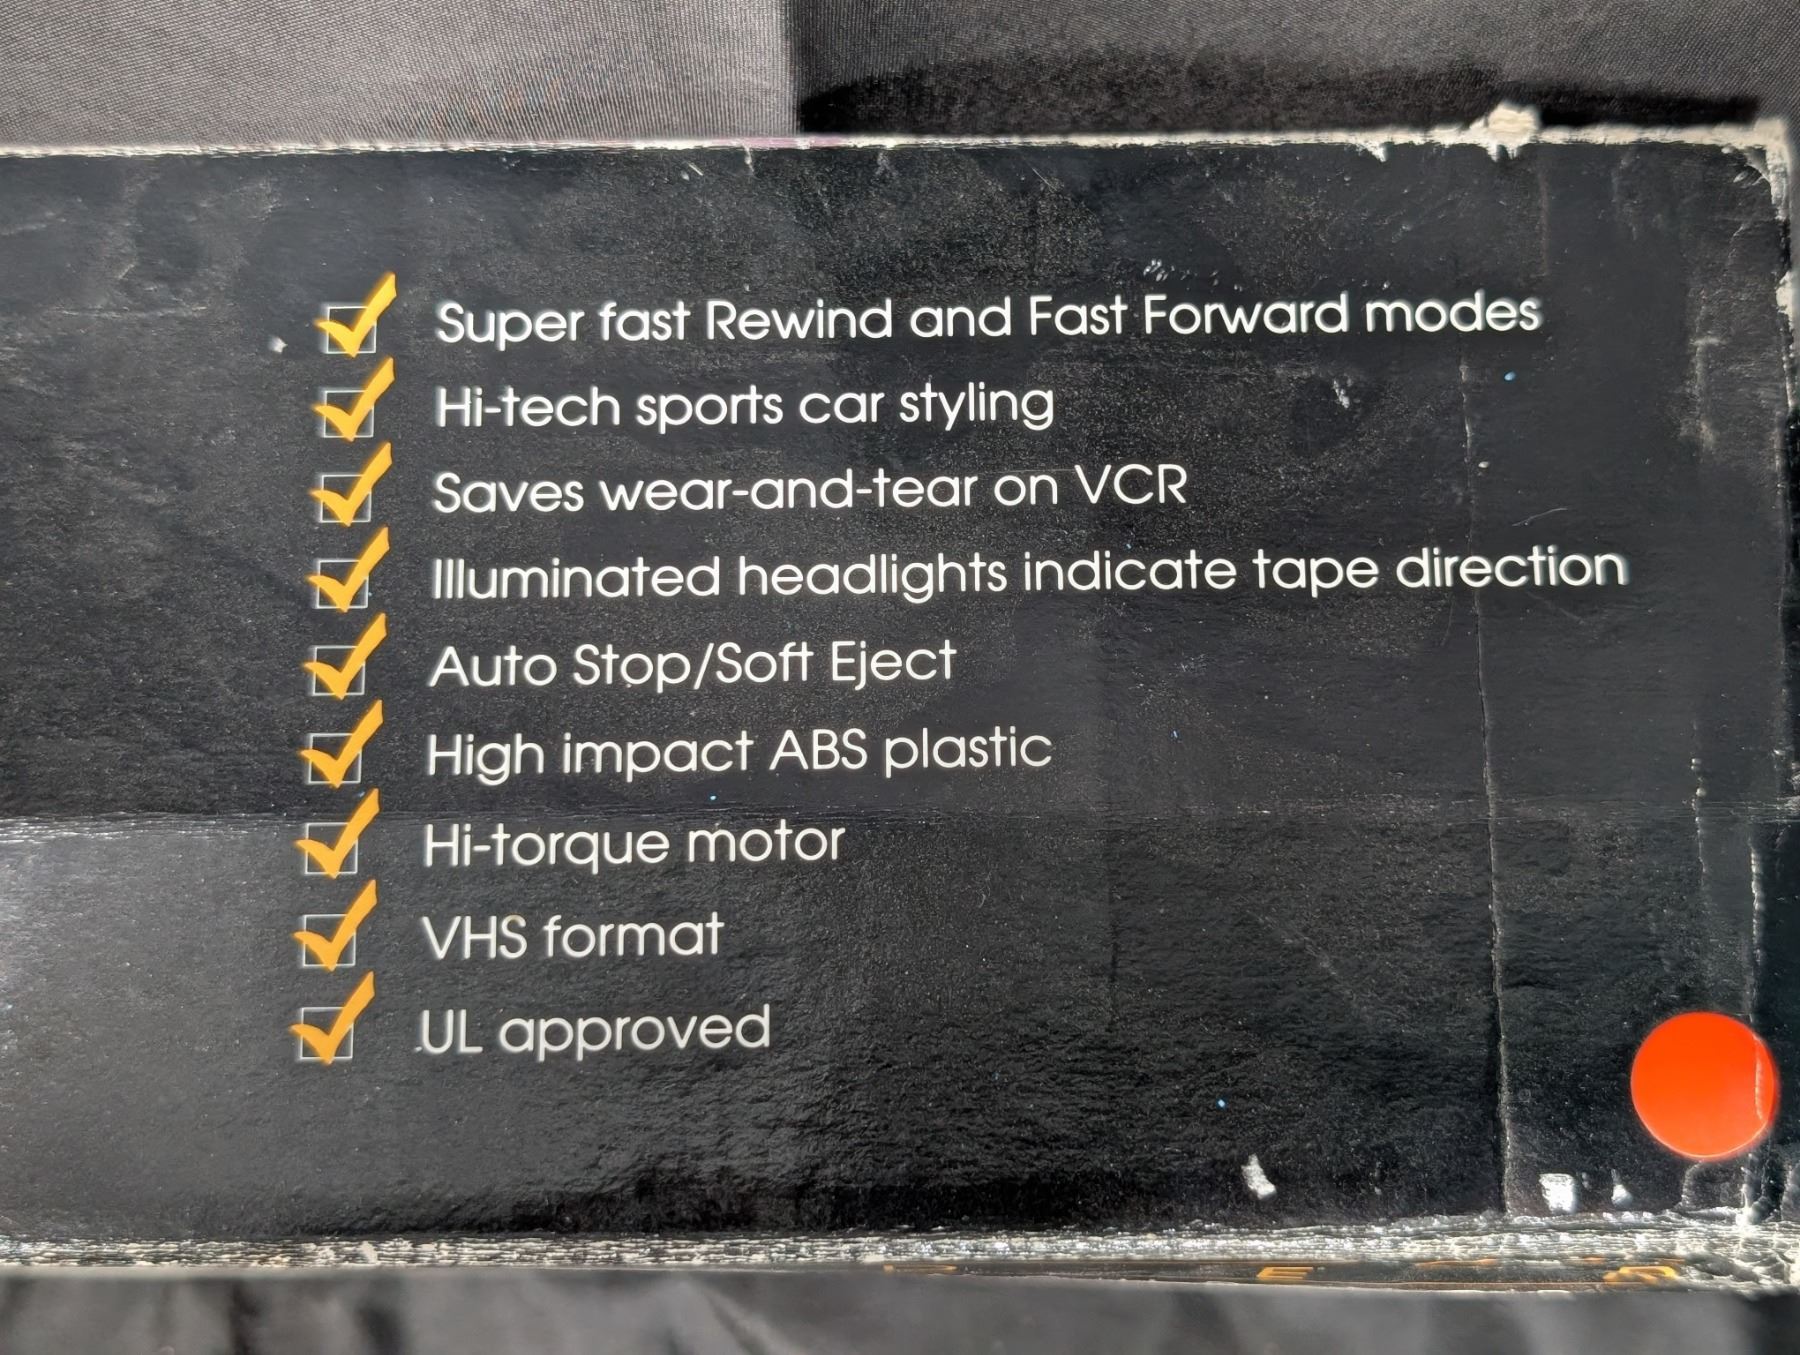 Super fast Rewind and Fast Forward modes
Hi-tech sports car styling
Saves wear-and-tear on VCR
Illuminated headlights indicate tape direction
Auto Stop/Soft Eject
High impact ABS plastic
Hi-torque motor
VHS format
UL approved